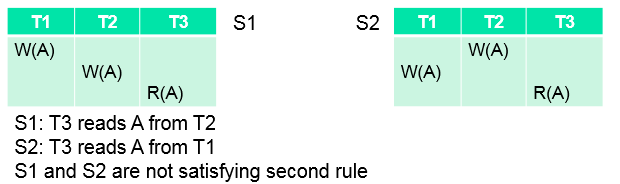 T1 T2 T3 S1 S2 T1 T2 T3
W(A) W(A)
W(A) W(A)
R(A) R(A)
S1: T3 reads A from T2
S2: T3 reads A from T1
S1 and S2 are not satisfying second rule